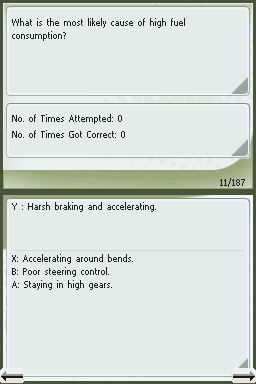 What is the most likely cause of high fuel
consumption?
No. of Times Attempted: 0
No. of Times Got Correct: 0
11/187
Y : Harsh braking and accelerating.
X: Accelerating around bends.
B: Poor steering control.
A: Staying in high gears.